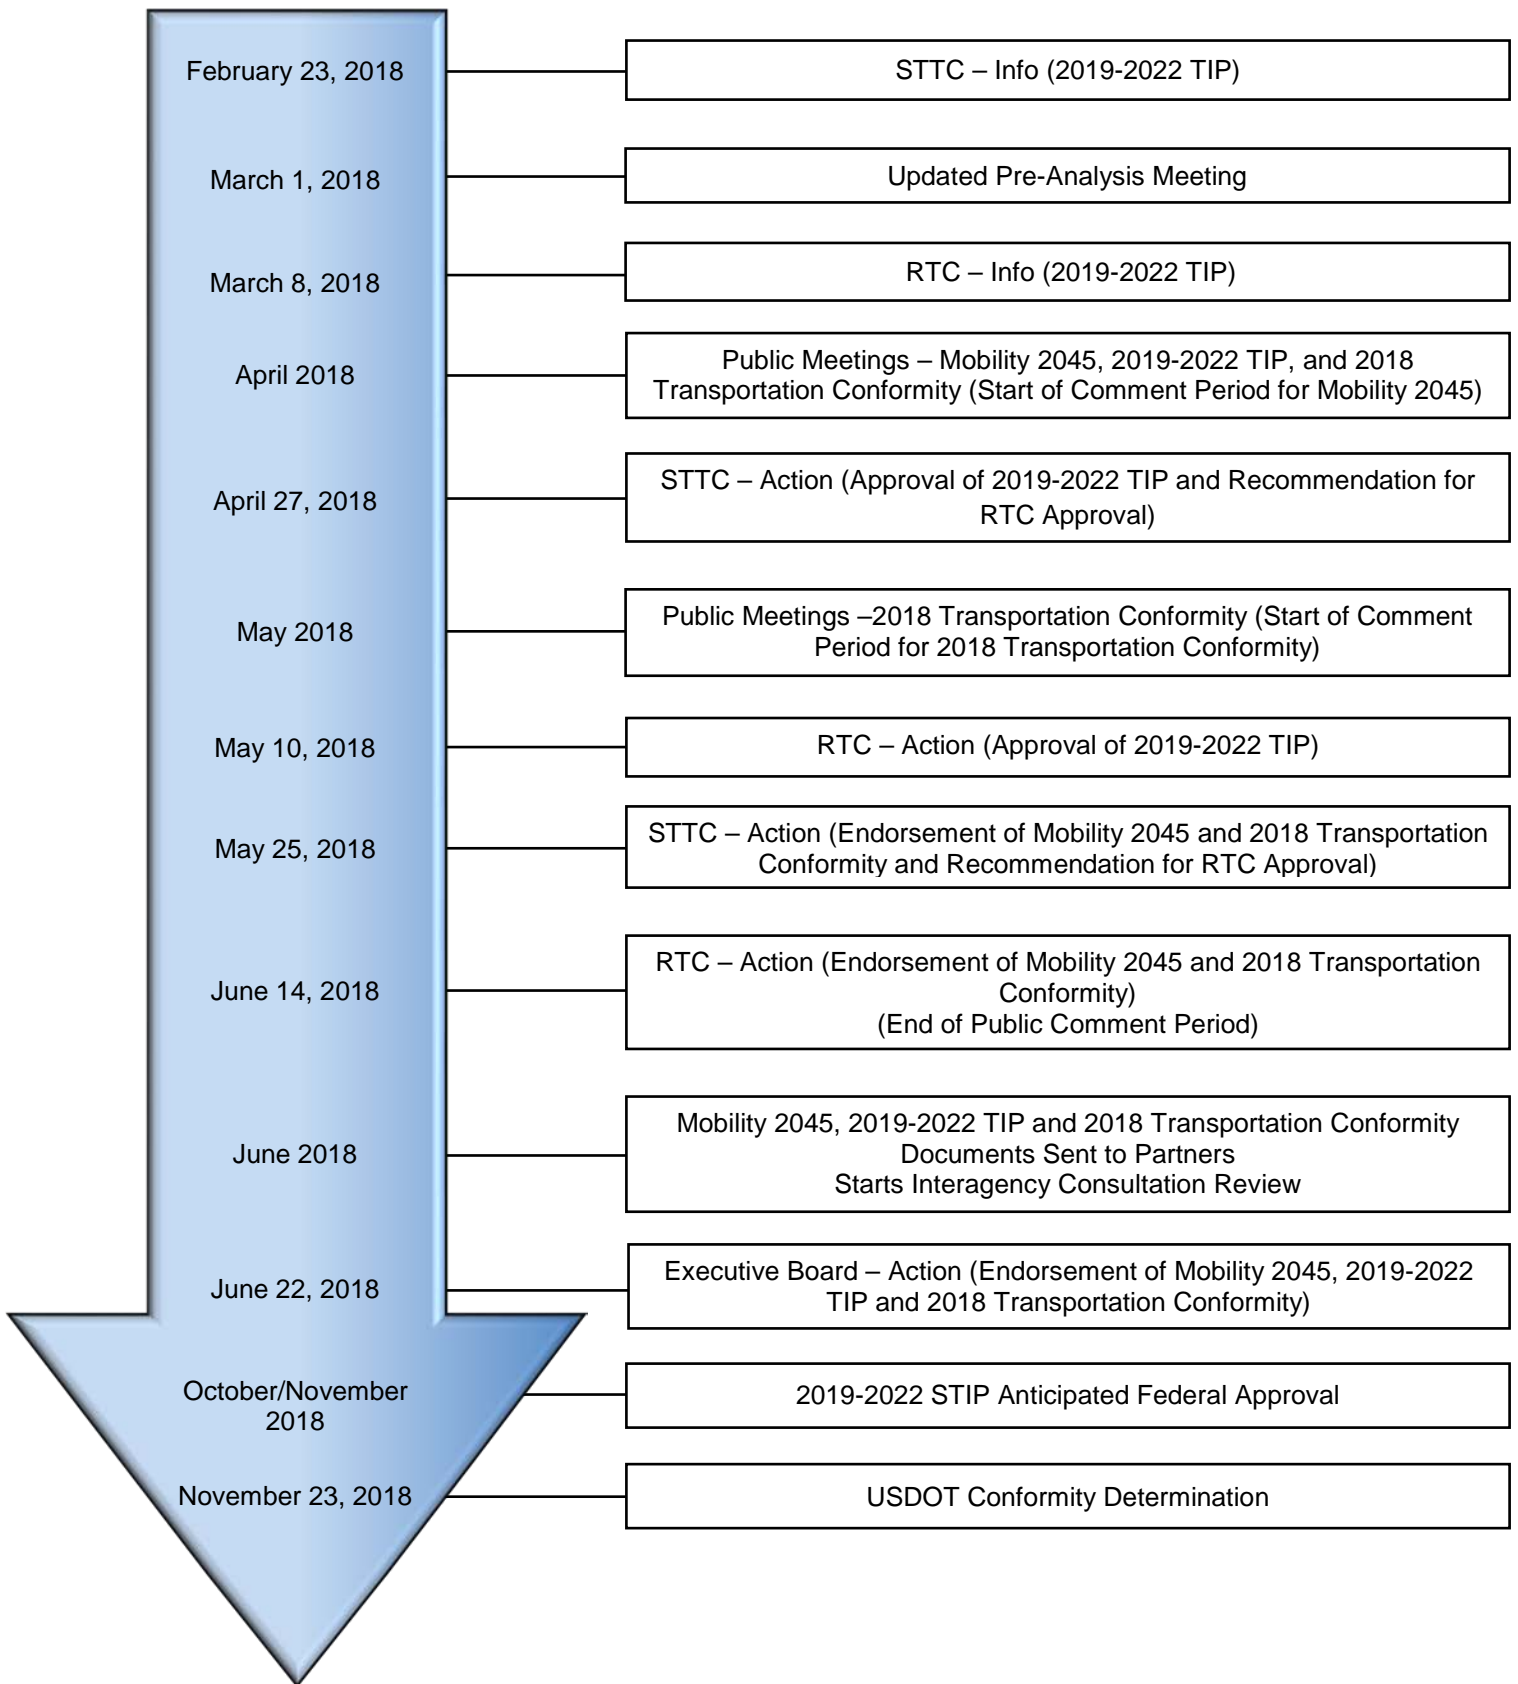 February 23, 2018
STTC – Info (2019-2022 TIP)
March 1, 2018
Updated Pre-Analysis Meeting
March 8, 2018
RTC – Info (2019-2022 TIP)
April 2018
Public Meetings – Mobility 2045, 2019-2022 TIP, and 2018
Transportation Conformity (Start of Comment Period for Mobility 2045)
April 27, 2018
STTC – Action (Approval of 2019-2022 TIP and Recommendation for
RTC Approval)
May 2018
Public Meetings –2018 Transportation Conformity (Start of Comment
Period for 2018 Transportation Conformity)
May 10, 2018
RTC – Action (Approval of 2019-2022 TIP)
May 25, 2018
STTC – Action (Endorsement of Mobility 2045 and 2018 Transportation
Conformity and Recommendation for RTC Approval)
June 14, 2018
RTC – Action (Endorsement of Mobility 2045 and 2018 Transportation
Conformity)
(End of Public Comment Period)
June 2018
Mobility 2045, 2019-2022 TIP and 2018 Transportation Conformity
Documents Sent to Partners
Starts Interagency Consultation Review
June 22, 2018
Executive Board – Action (Endorsement of Mobility 2045, 2019-2022
TIP and 2018 Transportation Conformity)
October/November
2018
2019-2022 STIP Anticipated Federal Approval
November 23, 2018
USDOT Conformity Determination